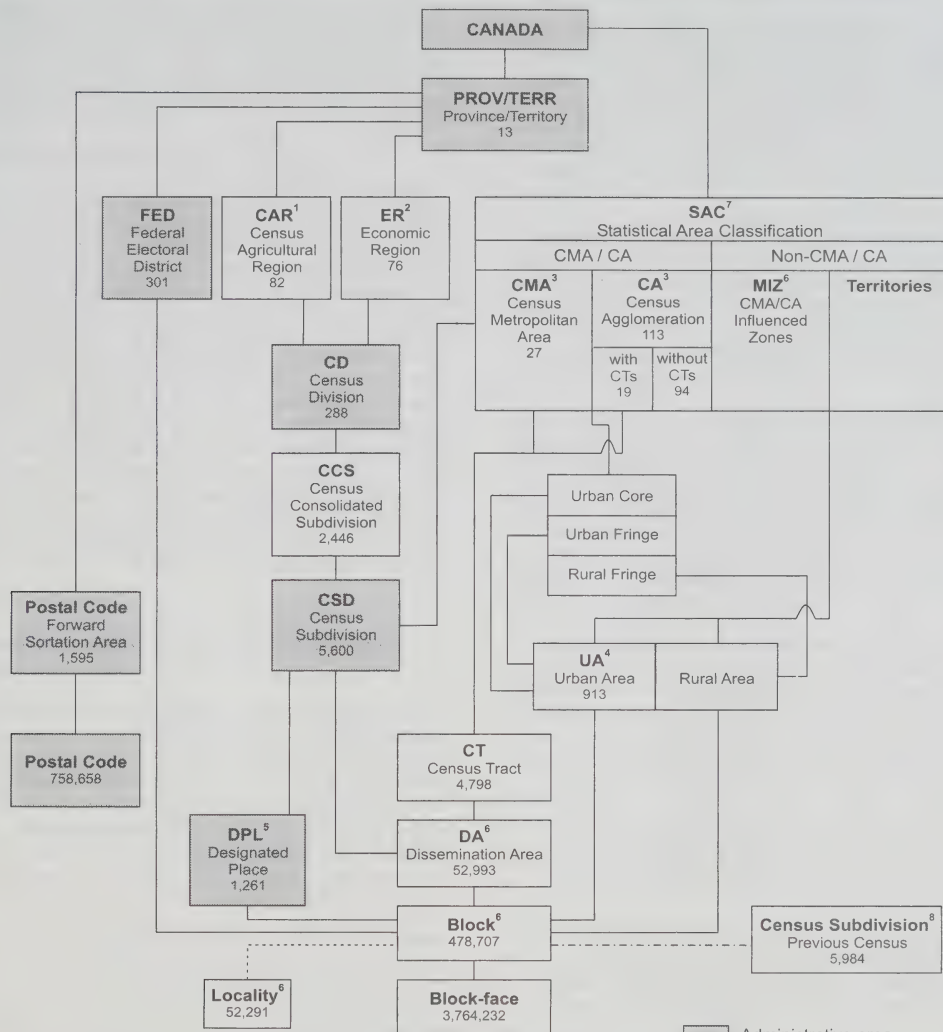 CANADA
PROV/TERR
Province/Territory
13
FED
Federal
Electoral
District
301
CAR¹
Census
Agricultural
Region
82
ER²
Economic
Region
76
SAC⁷
Statistical Area Classification
CMA / CA
Non-CMA / CA
CMA³
Census
Metropolitan
Area
27
CA³
Census
Agglomeration
113
with
CTs
19
without
CTs
94
MIZ⁶
CMA/CA
Influenced
Zones
Territories
CD
Census
Division
288
CCS
Census
Consolidated
Subdivision
2,446
Urban Core
Urban Fringe
Rural Fringe
Postal Code
Forward
Sortation Area
1,595
CSD
Census
Subdivision
5,600
UA⁴
Urban Area
913
Rural Area
Postal Code
758,658
CT
Census Tract
4,798
DPL⁵
Designated
Place
1,261
DA⁶
Dissemination Area
52,993
Block⁶
478,707
Census Subdivision⁸
Previous Census
5,984
Locality⁶
52,291
Block-face
3,764,232